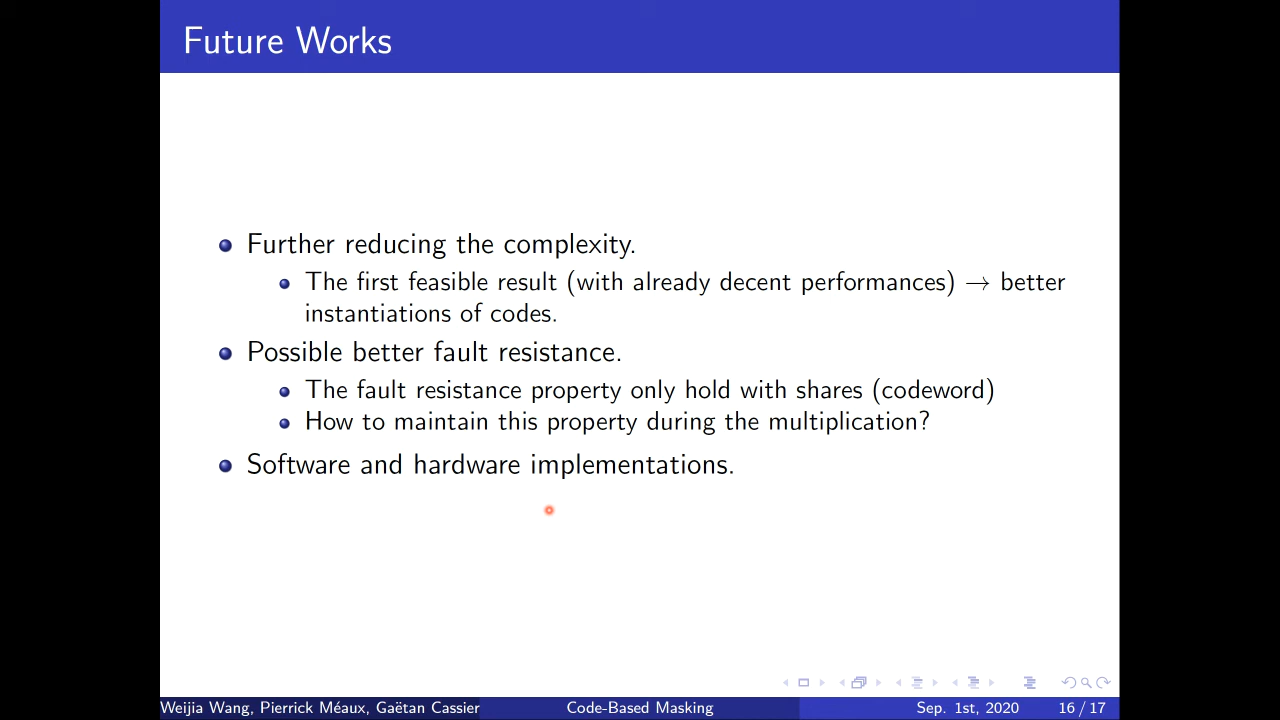 Future Works
Further reducing the complexity.
The first feasible result (with already decent performances) → better
instantiations of codes.
Possible better fault resistance.
The fault resistance property only hold with shares (codeword)
How to maintain this property during the multiplication?
Software and hardware implementations.
Weijia Wang, Pierrick Méaux, Gaëtan Cassier
Code-Based Masking
Sep. 1st, 2020
16 / 17